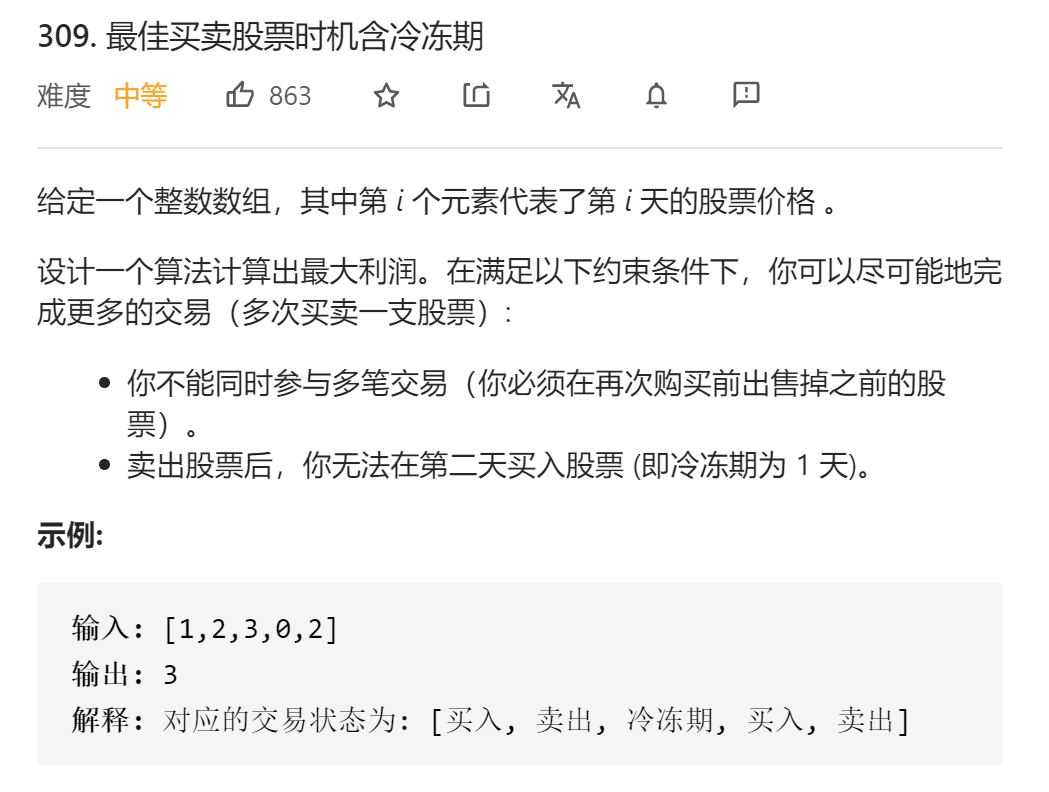 309. 最佳买卖股票时机含冷冻期
难度 中等 863
给定一个整数数组，其中第 i 个元素代表了第 i 天的股票价格 。
设计一个算法计算出最大利润。在满足以下约束条件下，你可以尽可能地完
成更多的交易（多次买卖一支股票）:
• 你不能同时参与多笔交易（你必须在再次购买前出售掉之前的股
票）。
• 卖出股票后，你无法在第二天买入股票 (即冷冻期为 1 天)。
示例:
输入: [1,2,3,0,2]
输出: 3
解释: 对应的交易状态为: [买入, 卖出, 冷冻期, 买入, 卖出]